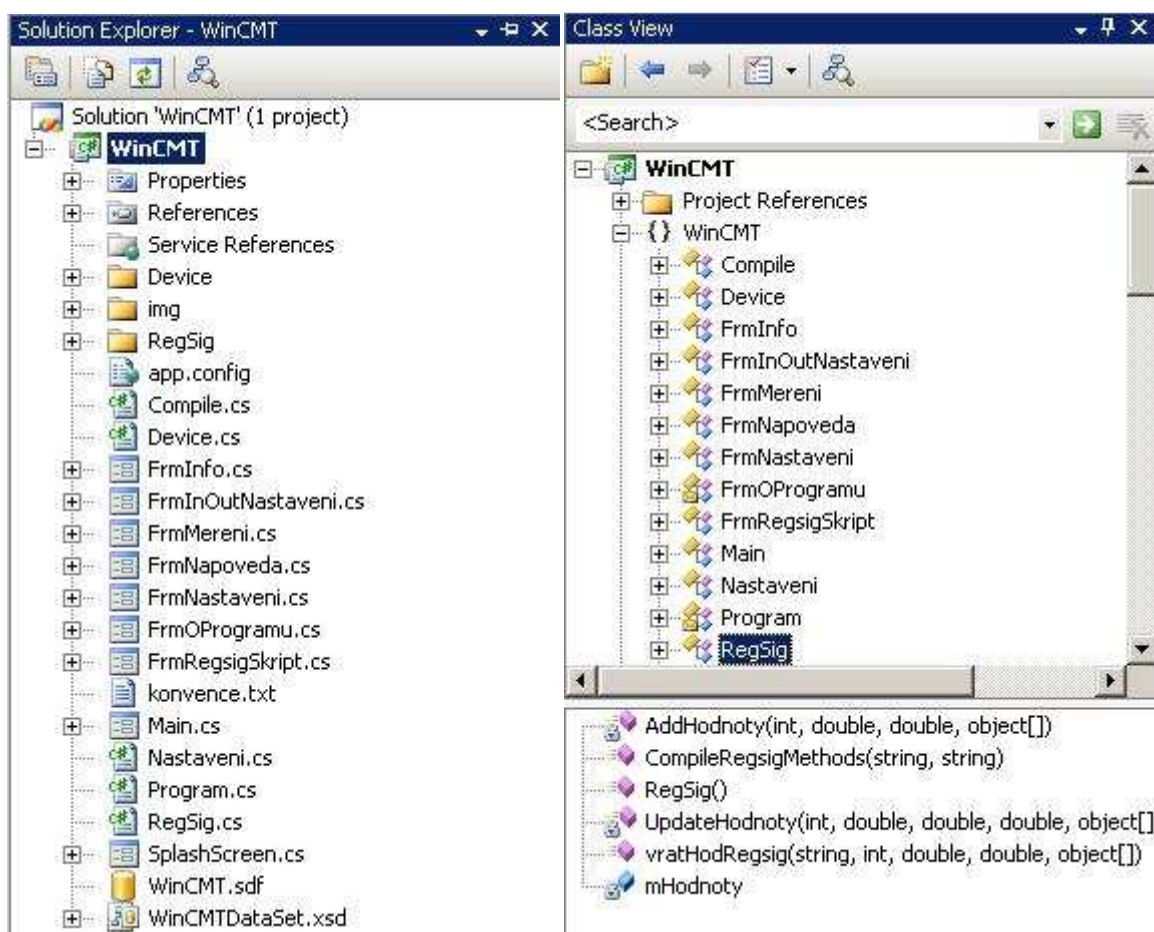 Solution Explorer - WinCMT
Solution 'WinCMT' (1 project)
WinCMT
Properties
References
Service References
Device
img
RegSig
app.config
Compile.cs
Device.cs
FrmInfo.cs
FrmInOutNastaveni.cs
FrmMereni.cs
FrmNapoveda.cs
FrmNastaveni.cs
FrmOProgramu.cs
FrmRegsigSkript.cs
konvence.txt
Main.cs
Nastaveni.cs
Program.cs
RegSig.cs
SplashScreen.cs
WinCMT.sdf
WinCMTDataSet.xsd
Class View
<Search>
WinCMT
Project References
{} WinCMT
Compile
Device
FrmInfo
FrmInOutNastaveni
FrmMereni
FrmNapoveda
FrmNastaveni
FrmOProgramu
FrmRegsigSkript
Main
Nastaveni
Program
RegSig
AddHodnoty(int, double, double, object[])
CompileRegsigMethods(string, string)
RegSig()
UpdateHodnoty(int, double, double, double, object[]
vratHodRegsig(string, int, double, double, object[])
mHodnoty